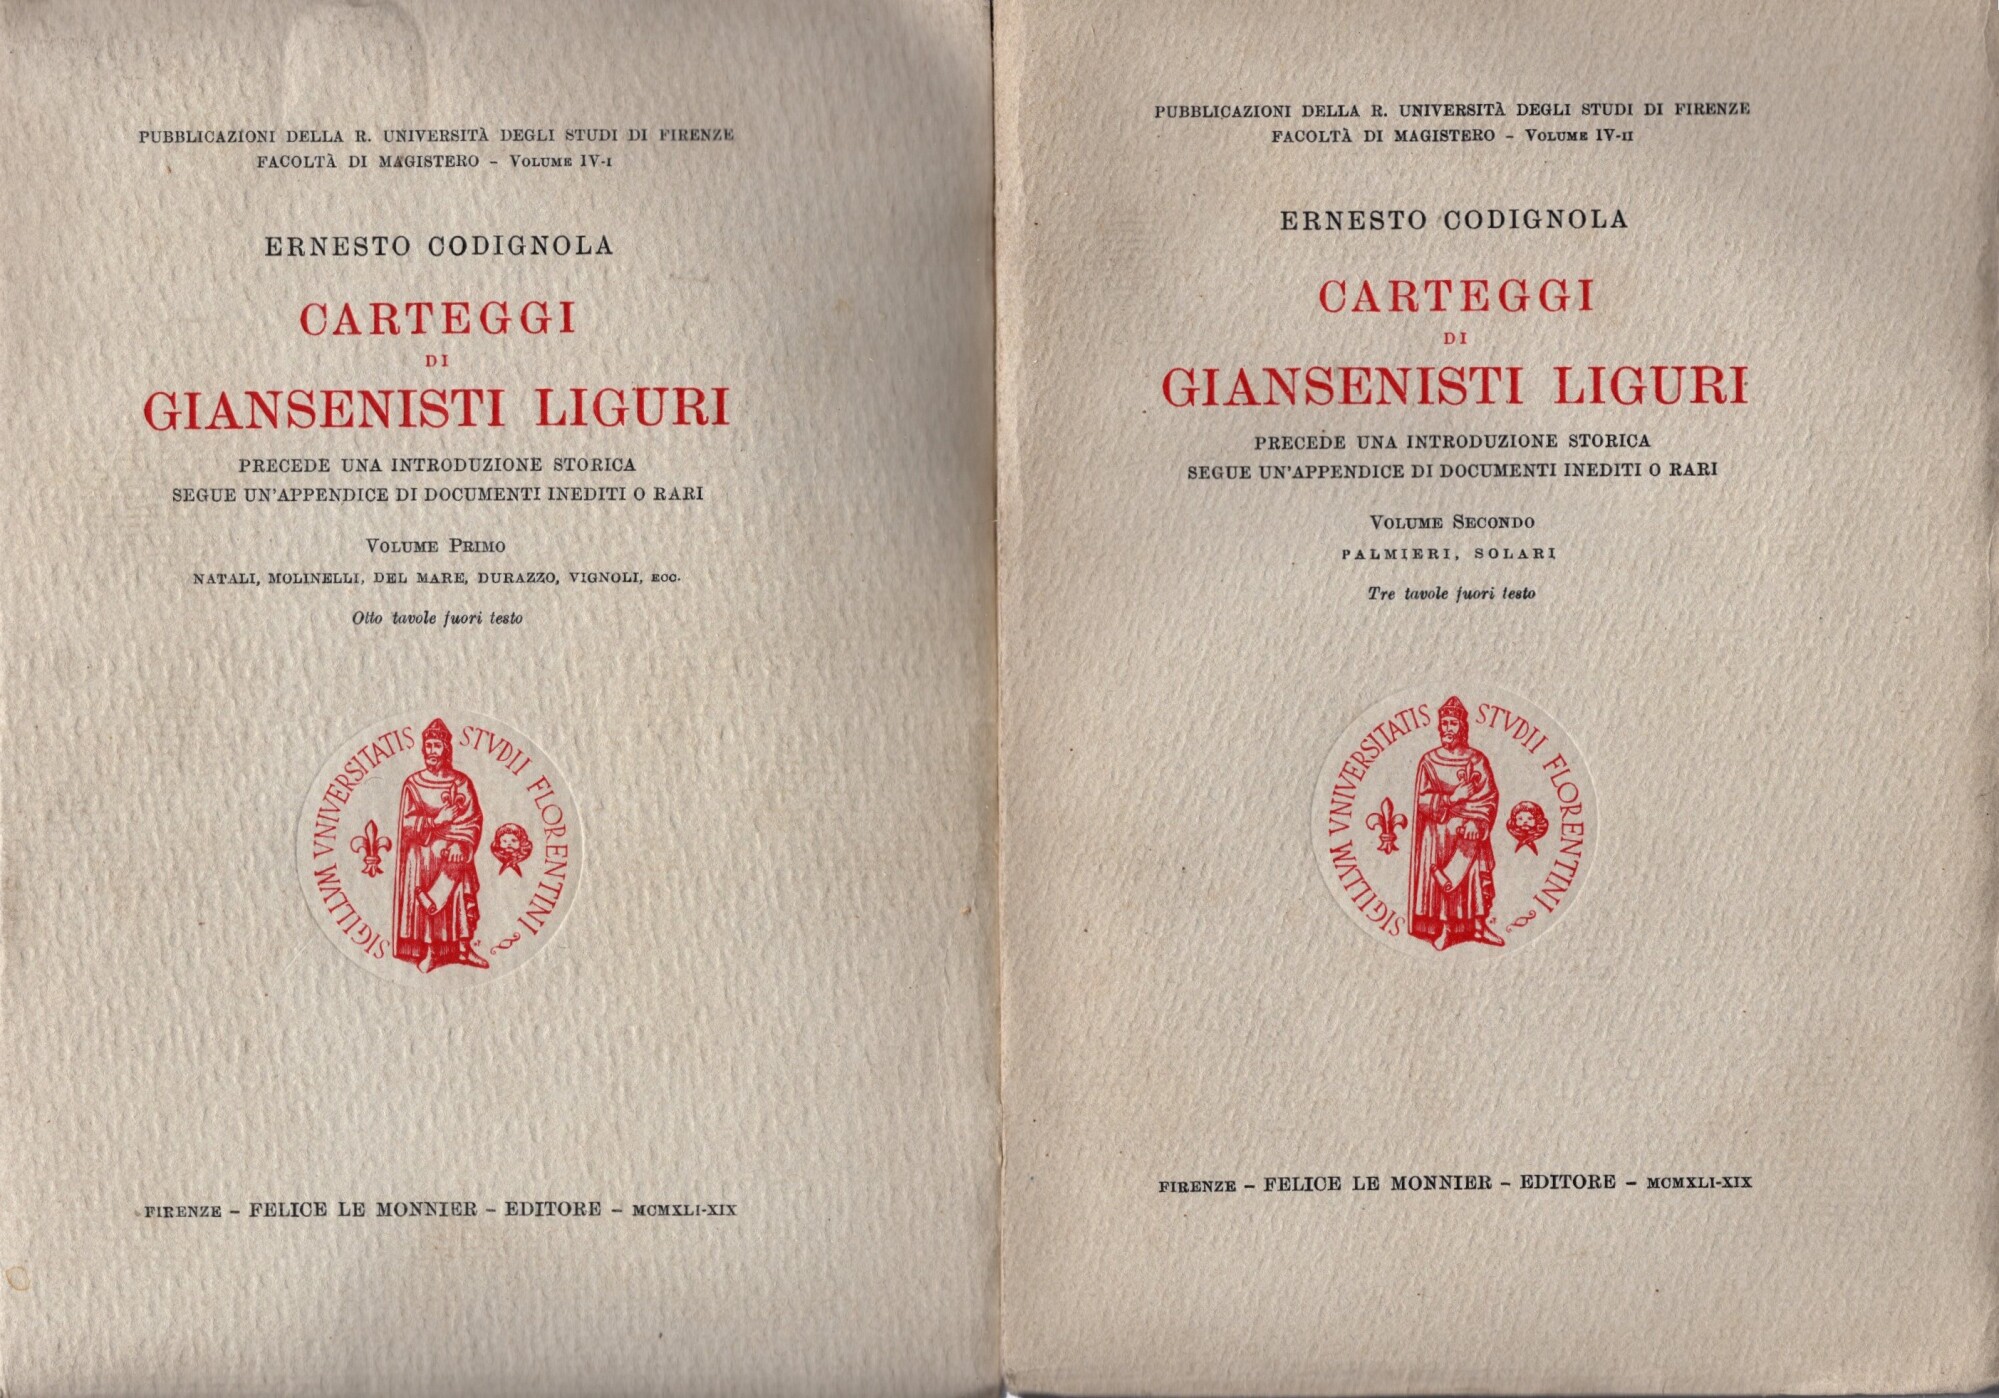 PUBBLICAZIONI DELLA R. UNIVERSITÀ DEGLI STUDI DI FIRENZE
FACOLTÀ DI MAGISTERO – VOLUME IV-I
ERNESTO CODIGNOLA
CARTEGGI
DI
GIANSENISTI LIGURI
PRECEDE UNA INTRODUZIONE STORICA
SEGUE UN'APPENDICE DI DOCUMENTI INEDITI O RARI
VOLUME PRIMO
NATALI, MOLINELLI, DEL MARE, DURAZZO, VIGNOLI, ECC.
Otto tavole fuori testo
SIGILLVM VNIVERSITATIS STVDII FLORENTINI
FIRENZE – FELICE LE MONNIER – EDITORE – MCMXLI-XIX
PUBBLICAZIONI DELLA R. UNIVERSITÀ DEGLI STUDI DI FIRENZE
FACOLTÀ DI MAGISTERO – VOLUME IV-II
ERNESTO CODIGNOLA
CARTEGGI
DI
GIANSENISTI LIGURI
PRECEDE UNA INTRODUZIONE STORICA
SEGUE UN'APPENDICE DI DOCUMENTI INEDITI O RARI
VOLUME SECONDO
PALMIERI, SOLARI
Tre tavole fuori testo
SIGILLVM VNIVERSITATIS STVDII FLORENTINI
FIRENZE – FELICE LE MONNIER – EDITORE – MCMXLI-XIX